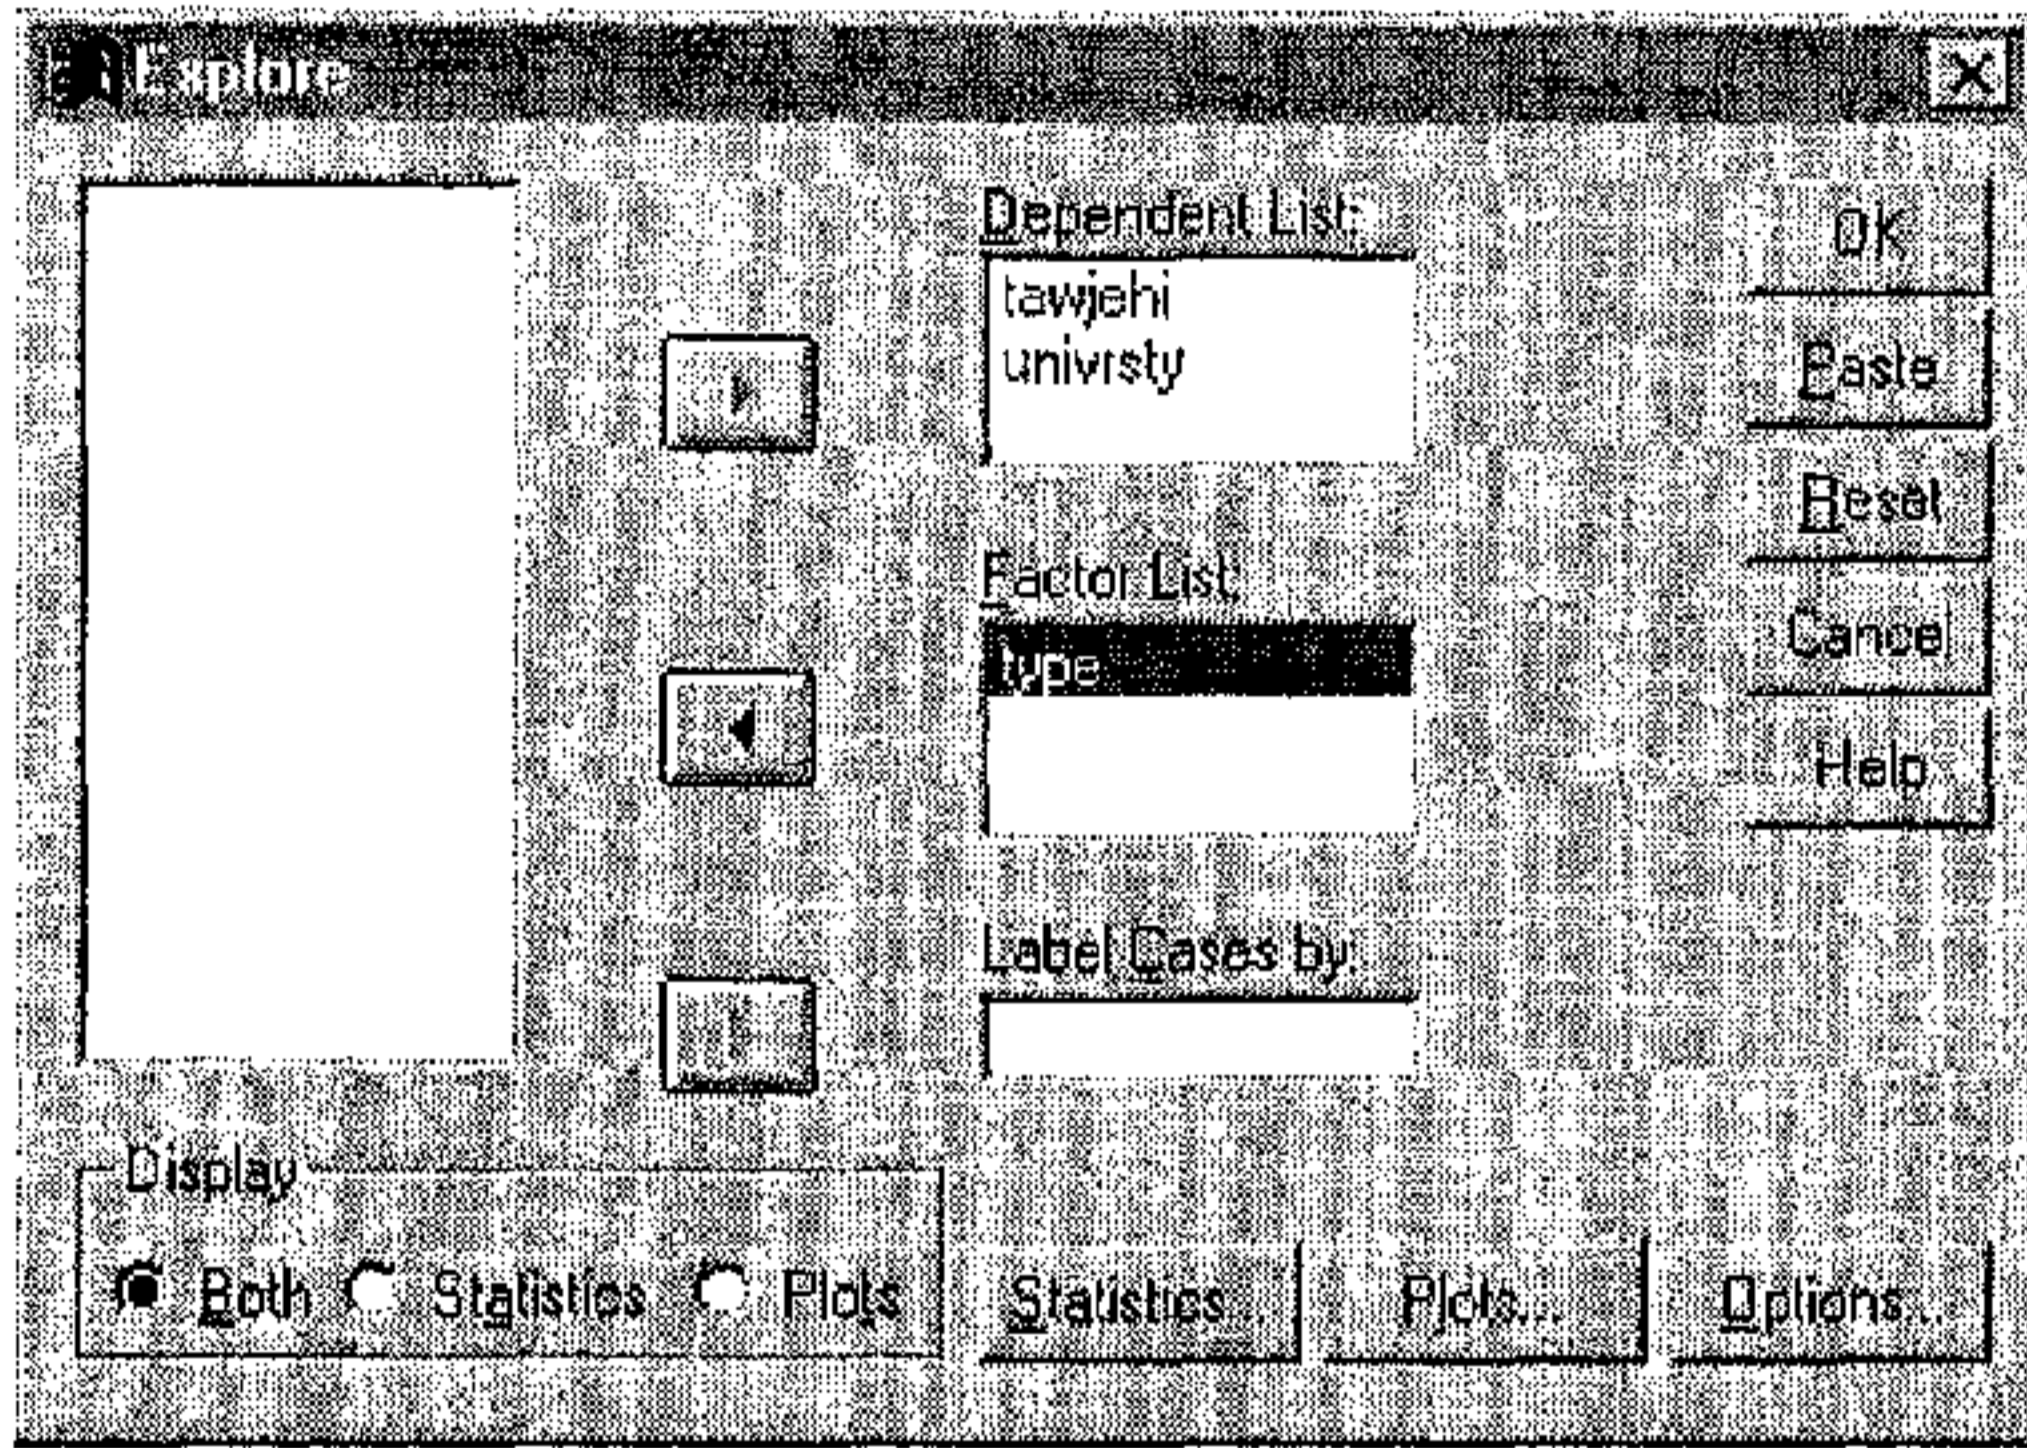 Explore
Dependent List:
tawjehi
univrsty
Factor List:
type
Label Cases by:
OK
Paste
Reset
Cancel
Help
Display
Both Statistics Plots
Statistics... Plots... Options...